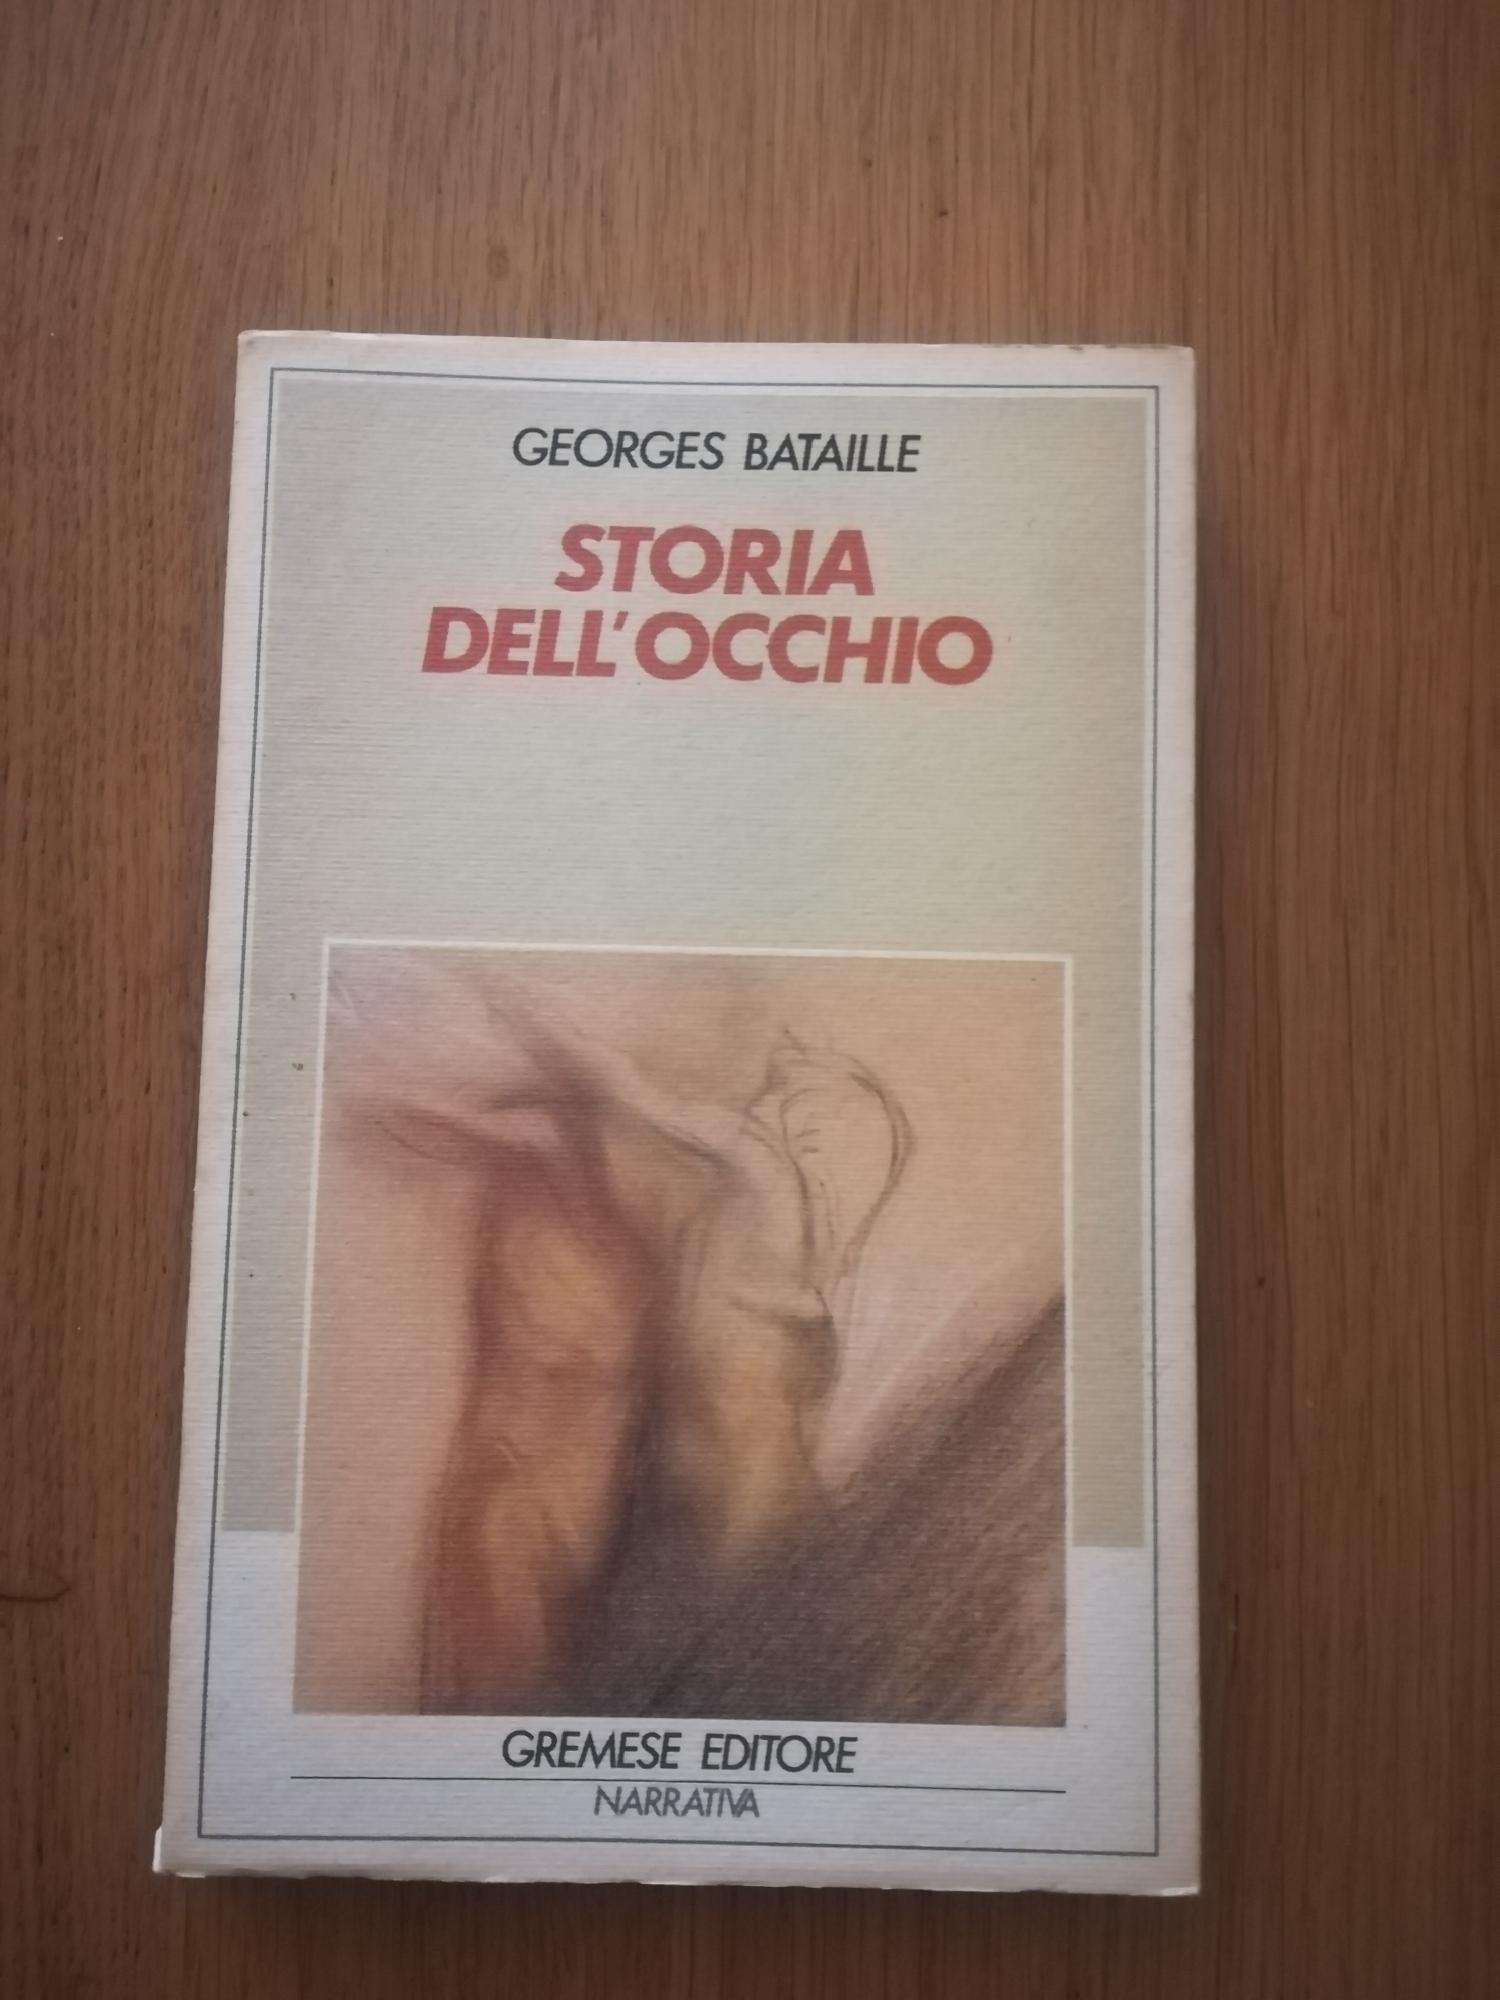 GEORGES BATAILLE
STORIA
DELL'OCCHIO
GREMESE EDITORE
NARRATIVA